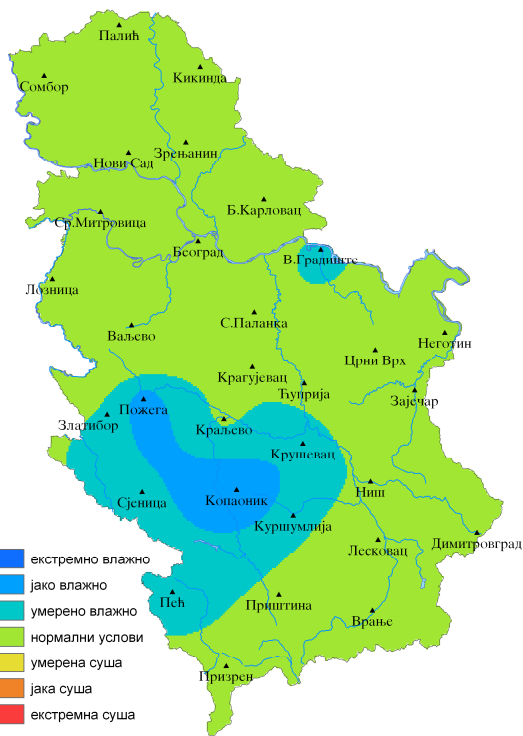 Палић
Кикинда
Сомбор
Зрењанин
Нови Сад
Б.Карловац
Ср.Митровица
Београд
В.Градиште
Лозница
С.Паланка
Ваљево
Неготин
Црни Врх
Крагујевац
Ћуприја
Зајечар
Пожега
Златибор
Краљево
Крушевац
Ниш
Сјеница
Копаоник
Куршумлија
Димитровград
Лесковац
екстремно влажно
јако влажно
умерено влажно
Пећ
Приштина
Врање
нормални услови
умерена суша
Призрен
јака суша
екстремна суша